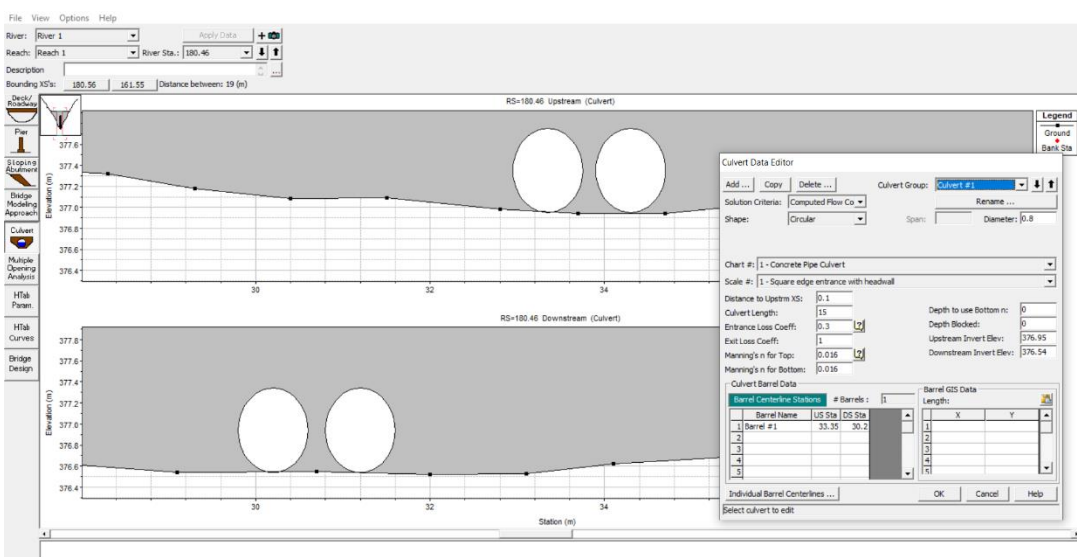 File View Options Help
River: River 1 Apply Data
Reach: Reach 1 River Sta.: 180.46
Description ...
Bounding XS's: 180.56 161.55 Distance between: 19 (m)
Deck/
Roadway
Pier
Sloping
Abutment
Bridge
Modeling
Approach
Culvert
Multiple
Opening
Analysis
HTab
Param.
HTab
Curves
Bridge
Design
RS=180.46 Upstream (Culvert)
Elevation (m)
377.6
377.4
377.2
377.0
376.8
376.6
376.4
30 32 34
Legend
Ground
Bank Sta
RS=180.46 Downstream (Culvert)
Elevation (m)
377.8
377.6
377.4
377.2
377.0
376.8
376.6
376.4
30 32 34
Station (m)
Culvert Data Editor
Add ... Copy Delete ... Culvert Group: Culvert #1
Solution Criteria: Computed Flow Co Rename ...
Shape: Circular Span: Diameter: 0.8
Chart #: 1 - Concrete Pipe Culvert
Scale #: 1 - Square edge entrance with headwall
Distance to Upstrm XS: 0.1
Culvert Length: 15 Depth to use Bottom n: 0
Entrance Loss Coeff: 0.3 Depth Blocked: 0
Exit Loss Coeff: 1 Upstream Invert Elev: 376.95
Manning's n for Top: 0.016 Downstream Invert Elev: 376.54
Manning's n for Bottom: 0.016
Culvert Barrel Data
Barrel Centerline Stations # Barrels : 1
Barrel Name US Sta DS Sta
1 Barrel #1 33.35 30.2
2
3
4
5
Barrel GIS Data
Length:
X Y
1
2
3
4
5
Individual Barrel Centerlines ... OK Cancel Help
Select culvert to edit